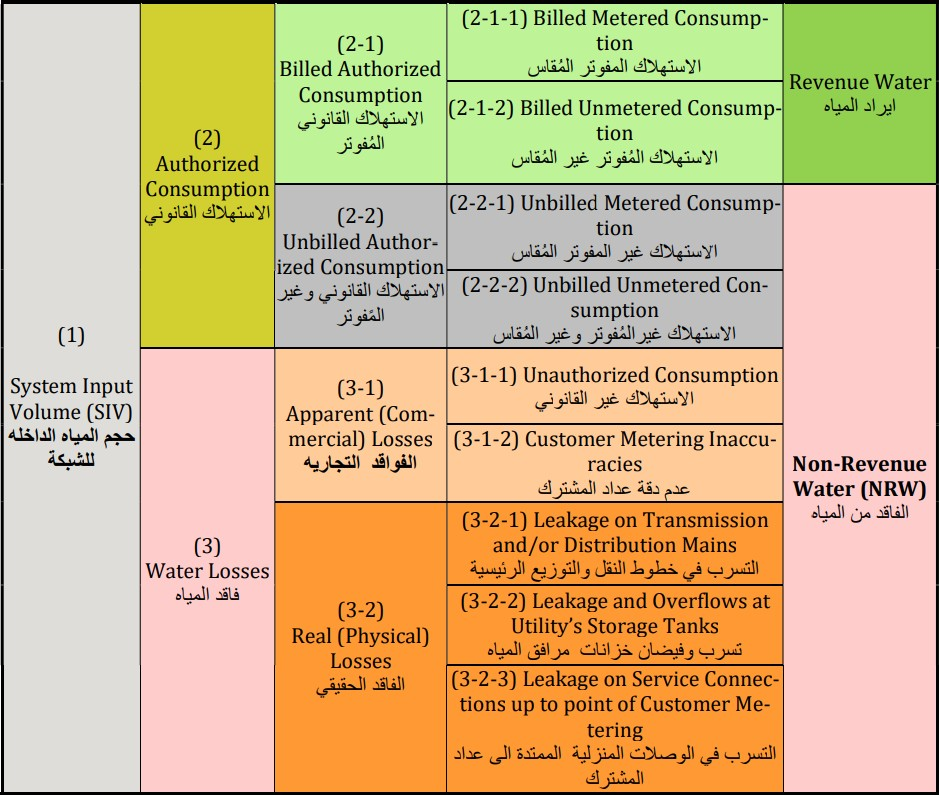 (1)
System Input
Volume (SIV)
حجم المياه الداخله
للشبكة
(2)
Authorized
Consumption
الاستهلاك القانوني
(3)
Water Losses
فاقد المياه
(2-1)
Billed Authorized
Consumption
الاستهلاك القانوني
المُفوتر
(2-2)
Unbilled Author-
ized Consumption
الاستهلاك القانوني وغير
المُفوتر
(3-1)
Apparent (Com-
mercial) Losses
الفواقد التجاريه
(3-2)
Real (Physical)
Losses
الفاقد الحقيقي
(2-1-1) Billed Metered Consump-
tion
الاستهلاك المفوتر المُقاس
(2-1-2) Billed Unmetered Consump-
tion
الاستهلاك المُفوتر غير المُقاس
(2-2-1) Unbilled Metered Consump-
tion
الاستهلاك غير المفوتر المُقاس
(2-2-2) Unbilled Unmetered Con-
sumption
الاستهلاك غيرالمُفوتر وغير المُقاس
(3-1-1) Unauthorized Consumption
الاستهلاك غير القانوني
(3-1-2) Customer Metering Inaccu-
racies
عدم دقة عداد المشترك
(3-2-1) Leakage on Transmission
and/or Distribution Mains
التسرب في خطوط النقل والتوزيع الرئيسية
(3-2-2) Leakage and Overflows at
Utility’s Storage Tanks
تسرب وفيضان خزانات مرافق المياه
(3-2-3) Leakage on Service Connec-
tions up to point of Customer Me-
tering
التسرب في الوصلات المنزلية الممتدة الى عداد
المشترك
Revenue Water
ايراد المياه
Non-Revenue
Water (NRW)
الفاقد من المياه